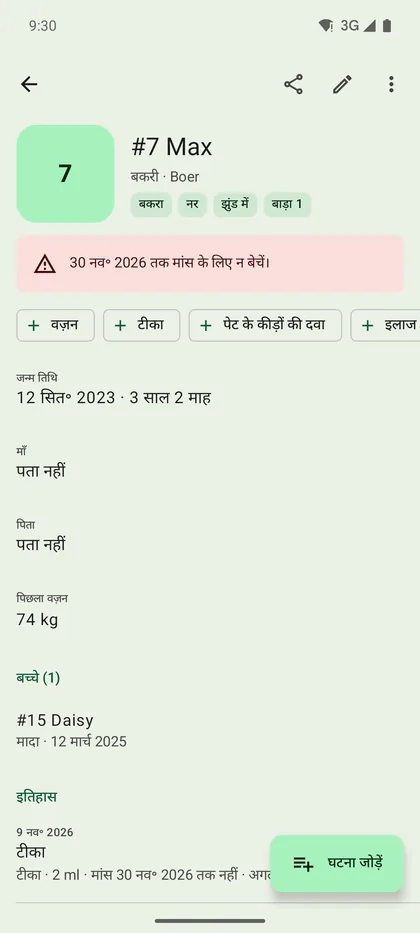 9:30
3G
#7 Max
7
बकरी · Boer
बकरा नर झुंड में बाड़ा 1
30 नव॰ 2026 तक मांस के लिए न बेचें।
+ वज़न + टीका + पेट के कीड़ों की दवा + इलाज
जन्म तिथि
12 सित॰ 2023 · 3 साल 2 माह
माँ
पता नहीं
पिता
पता नहीं
पिछला वज़न
74 kg
बच्चे (1)
#15 Daisy
मादा · 12 मार्च 2025
इतिहास
9 नव॰ 2026
टीका
घटना जोड़ें
टीका · 2 ml · मांस 30 नव॰ 2026 तक नहीं ·